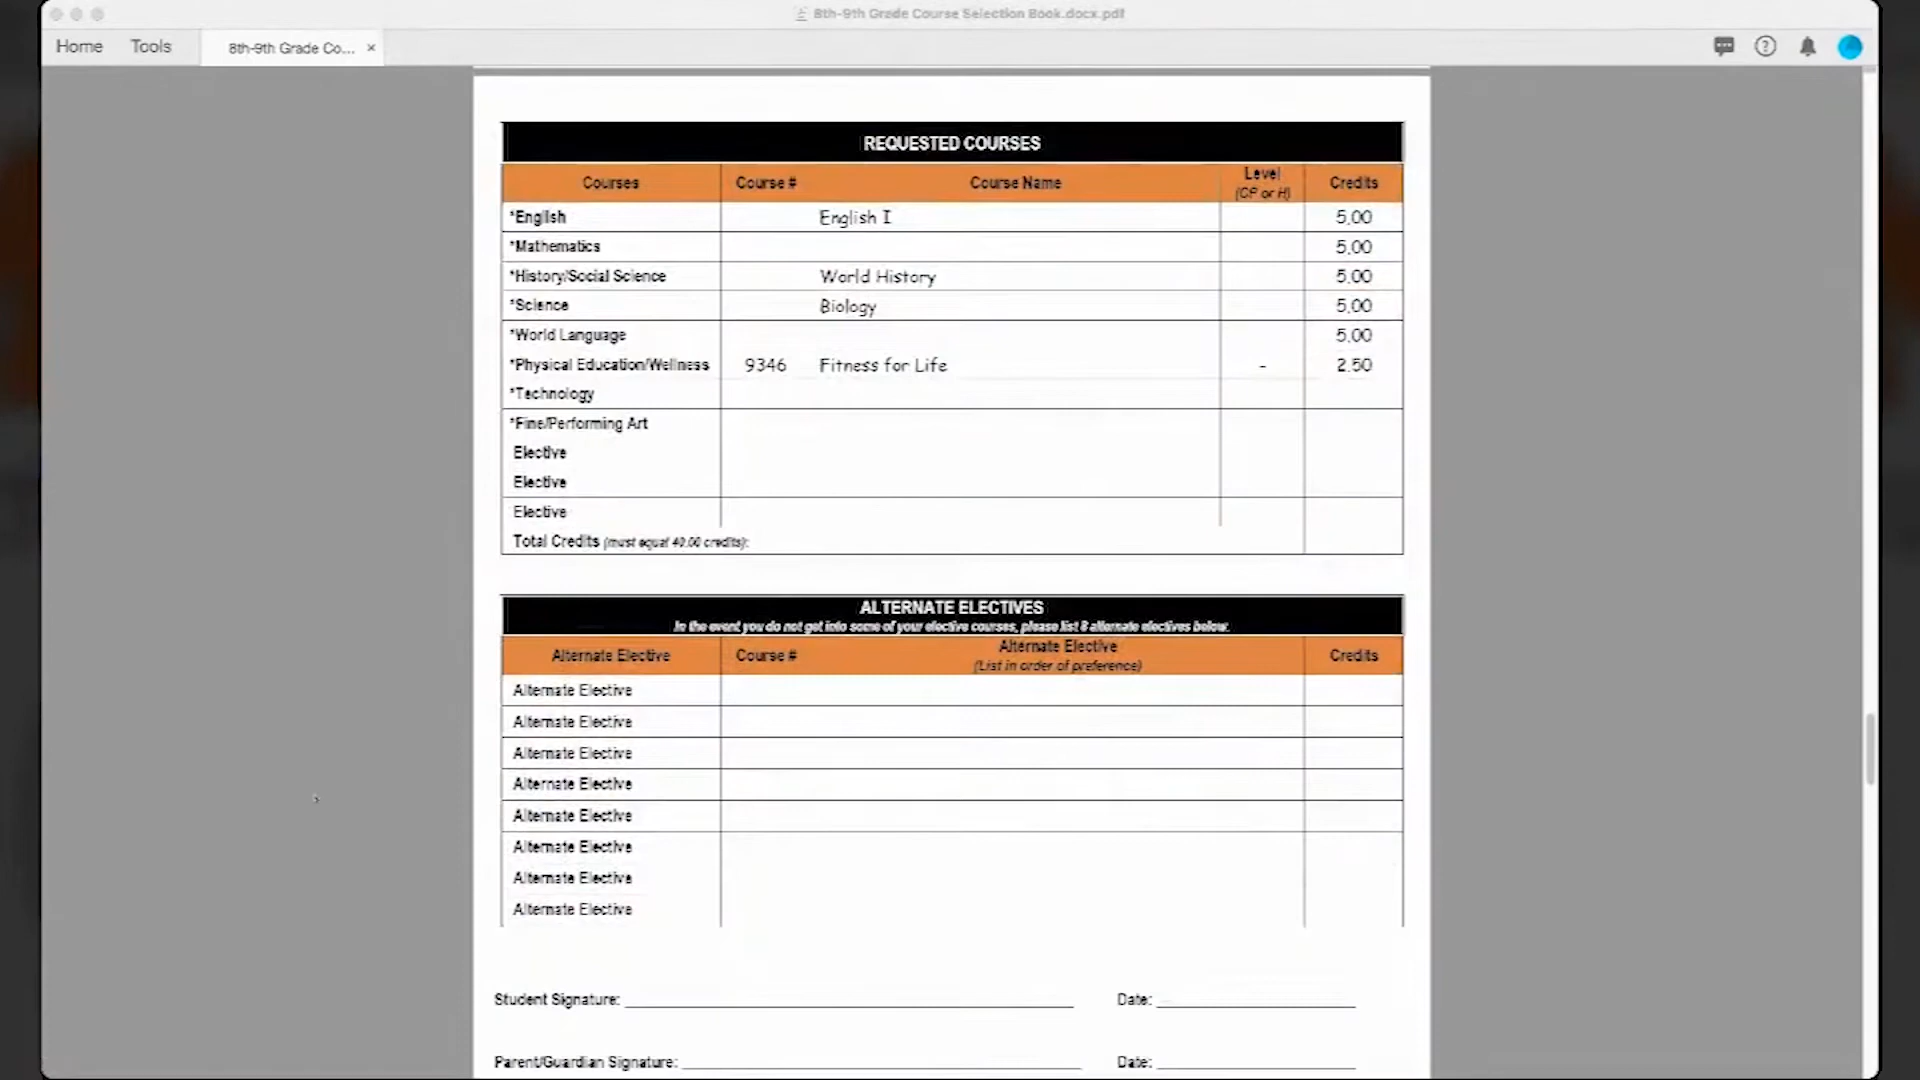 8th-9th Grade Course Selection Book.docx.pdf
Home Tools 8th-9th Grade Co... ×
REQUESTED COURSES
Courses Course # Course Name Level (CP or H) Credits
*English English I 5.00
*Mathematics 5.00
*History/Social Science World History 5.00
*Science Biology 5.00
*World Language 5.00
*Physical Education/Wellness 9346 Fitness for Life - 2.50
*Technology
*Fine/Performing Art
Elective
Elective
Elective
Total Credits (must equal 40.00 credits):
ALTERNATE ELECTIVES
In the event you do not get into some of your elective courses, please list 8 alternate electives below.
Alternate Elective Course # Alternate Elective (List in order of preference) Credits
Alternate Elective
Alternate Elective
Alternate Elective
Alternate Elective
Alternate Elective
Alternate Elective
Alternate Elective
Alternate Elective
Student Signature: Date:
Parent/Guardian Signature: Date: